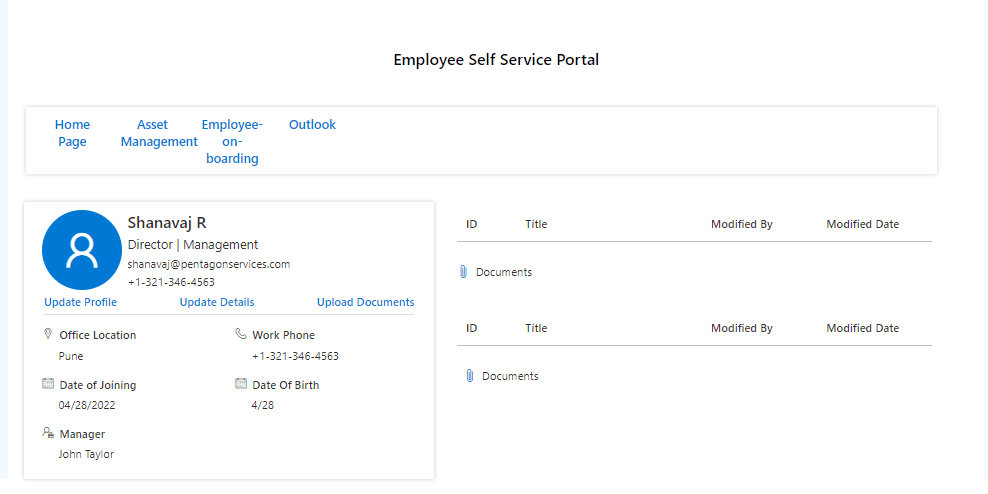 Employee Self Service Portal
Home Page
Asset Management
Employee-on-boarding
Outlook
Shanavaj R
Director | Management
shanavaj@pentagonservices.com
+1-321-346-4563
Update Profile Update Details Upload Documents
Office Location
Pune
Work Phone
+1-321-346-4563
Date of Joining
04/28/2022
Date Of Birth
4/28
Manager
John Taylor
ID Title Modified By Modified Date
Documents
ID Title Modified By Modified Date
Documents